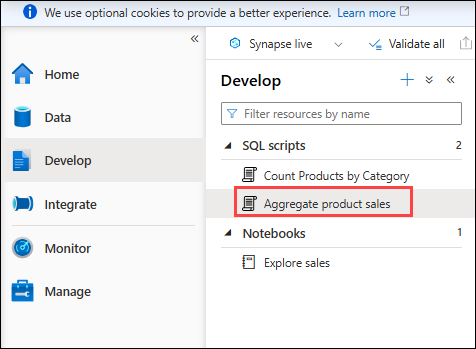 We use optional cookies to provide a better experience. Learn more
Synapse live
Validate all
Home
Data
Develop
Integrate
Monitor
Manage
Develop
Filter resources by name
SQL scripts 2
Count Products by Category
Aggregate product sales
Notebooks 1
Explore sales